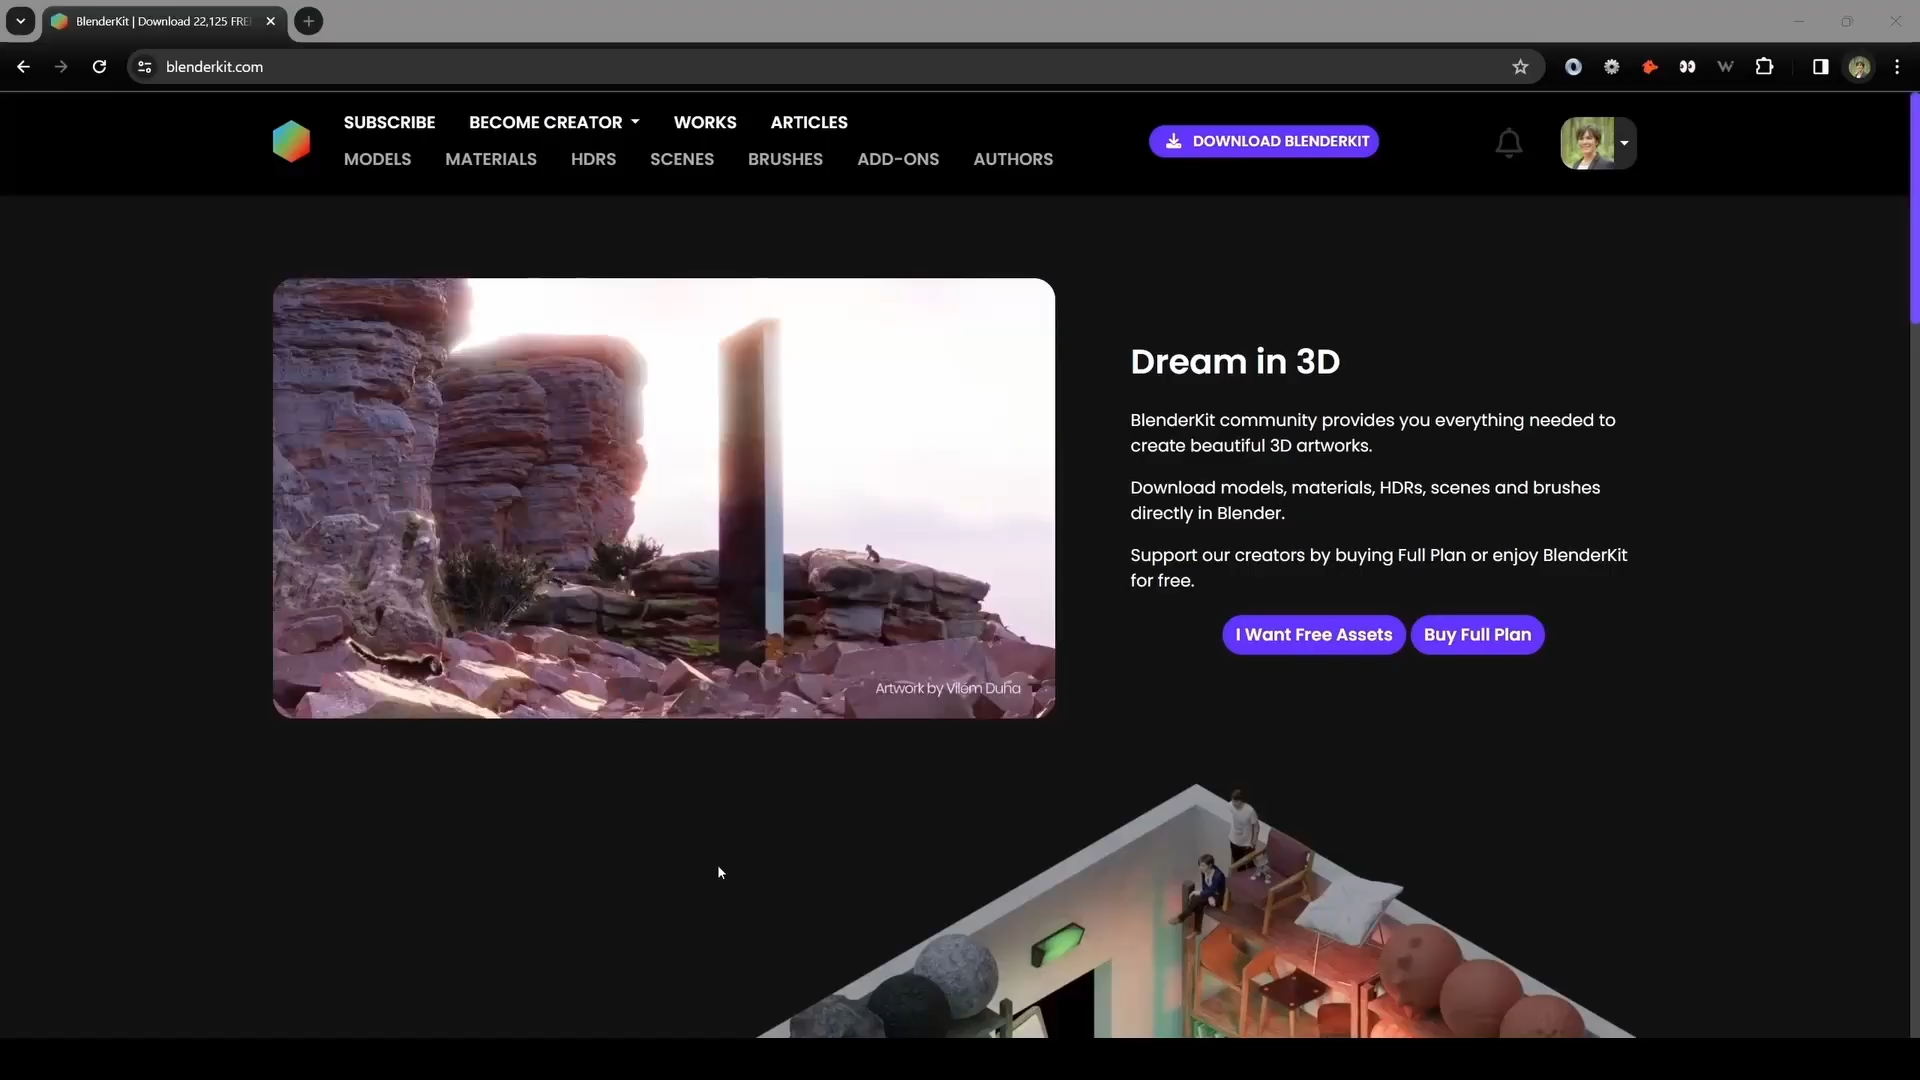 BlenderKit | Download 22,125 FRE
blenderkit.com
SUBSCRIBE BECOME CREATOR WORKS ARTICLES
MODELS MATERIALS HDRS SCENES BRUSHES ADD-ONS AUTHORS
DOWNLOAD BLENDERKIT
Dream in 3D
BlenderKit community provides you everything needed to
create beautiful 3D artworks.
Download models, materials, HDRs, scenes and brushes
directly in Blender.
Support our creators by buying Full Plan or enjoy BlenderKit
for free.
I Want Free Assets Buy Full Plan
Artwork by Vilém Duha